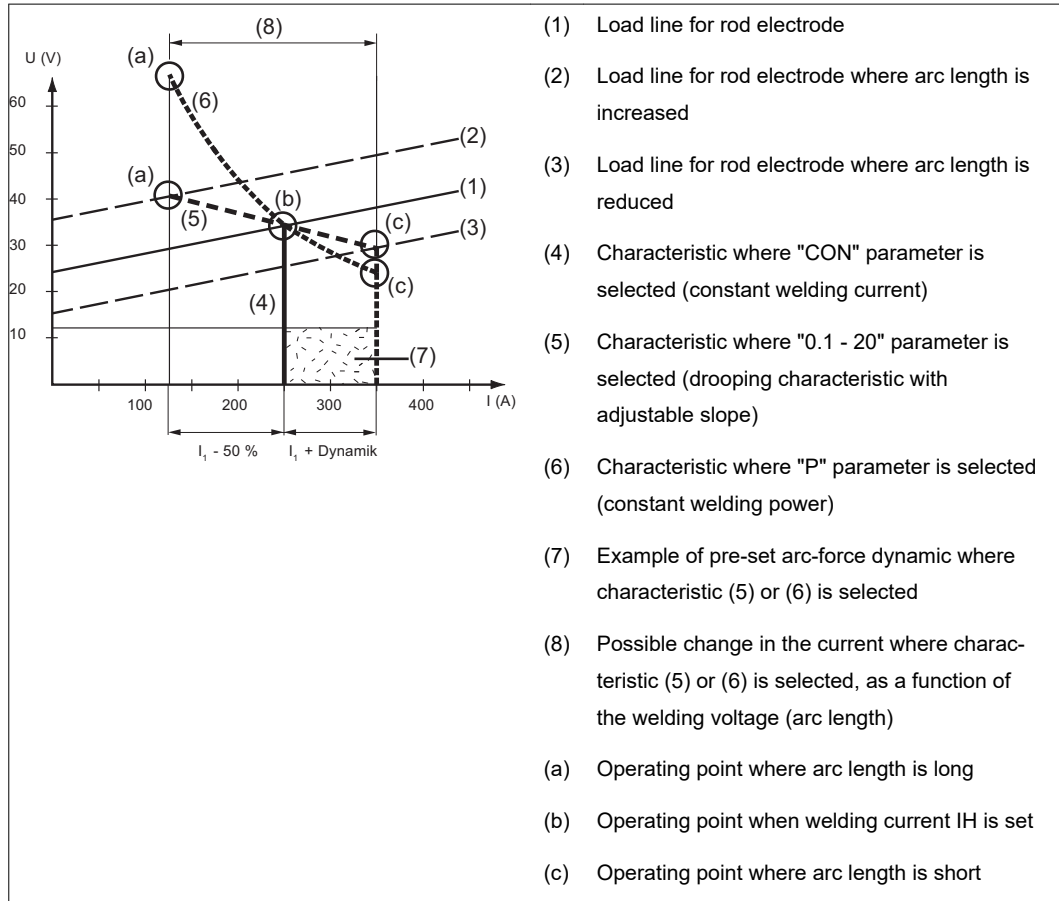 (8)
U (V)
(a)
(6)
60
50
(2)
(a)
(1)
40
(b)
(5)
(c)
30
(3)
(c)
20
(4)
10
(7)
100
200
300
400
I (A)
I₁ - 50 %
I₁ + Dynamik
(1) Load line for rod electrode
(2) Load line for rod electrode where arc length is
increased
(3) Load line for rod electrode where arc length is
reduced
(4) Characteristic where "CON" parameter is
selected (constant welding current)
(5) Characteristic where "0.1 - 20" parameter is
selected (drooping characteristic with
adjustable slope)
(6) Characteristic where "P" parameter is selected
(constant welding power)
(7) Example of pre-set arc-force dynamic where
characteristic (5) or (6) is selected
(8) Possible change in the current where charac-
teristic (5) or (6) is selected, as a function of
the welding voltage (arc length)
(a) Operating point where arc length is long
(b) Operating point when welding current IH is set
(c) Operating point where arc length is short